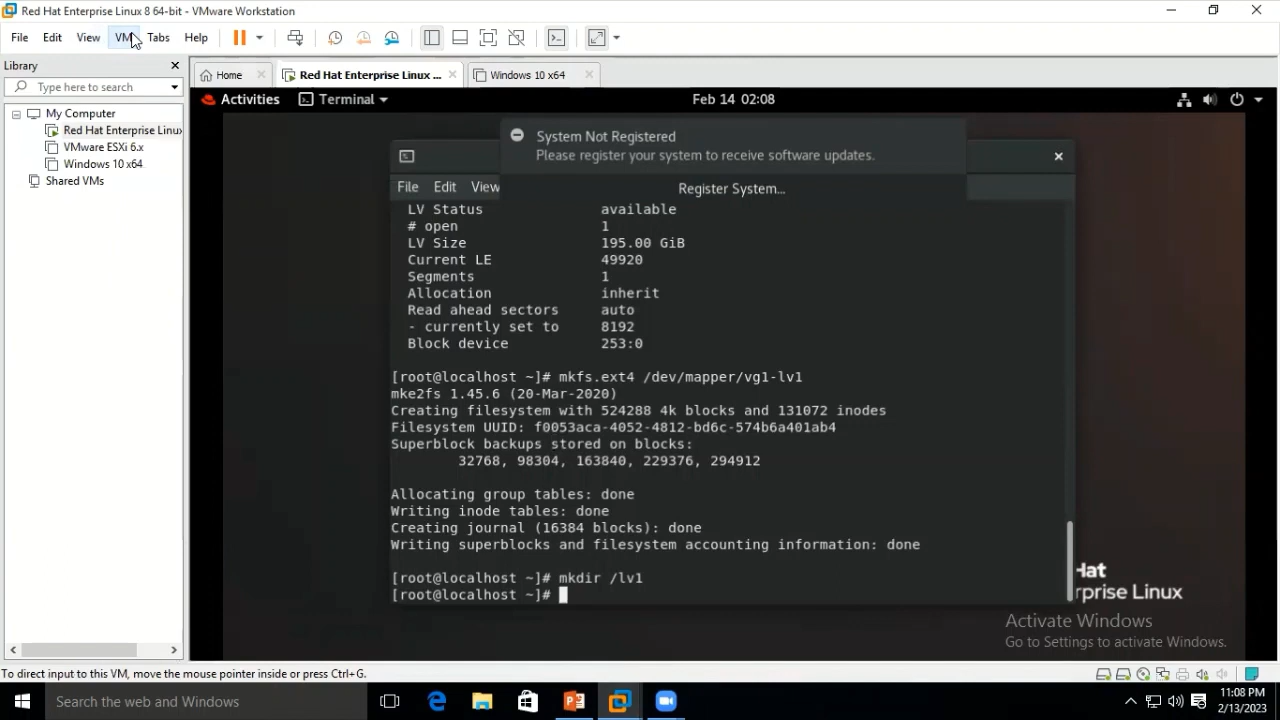 Red Hat Enterprise Linux 8 64-bit - VMware Workstation
File Edit View VM Tabs Help
Library
Type here to search
Home
Red Hat Enterprise Linux ...
Windows 10 x64
My Computer
Red Hat Enterprise Linux
VMware ESXi 6.x
Windows 10 x64
Shared VMs
Activities Terminal Feb 14 02:08
System Not Registered
Please register your system to receive software updates.
Register System...
File Edit View
LV Status available
# open 1
LV Size 195.00 GiB
Current LE 49920
Segments 1
Allocation inherit
Read ahead sectors auto
- currently set to 8192
Block device 253:0
[root@localhost ~]# mkfs.ext4 /dev/mapper/vg1-lv1
mke2fs 1.45.6 (20-Mar-2020)
Creating filesystem with 524288 4k blocks and 131072 inodes
Filesystem UUID: f0053aca-4052-4812-bd6c-574b6a401ab4
Superblock backups stored on blocks:
32768, 98304, 163840, 229376, 294912
Allocating group tables: done
Writing inode tables: done
Creating journal (16384 blocks): done
Writing superblocks and filesystem accounting information: done
[root@localhost ~]# mkdir /lv1
[root@localhost ~]#
Hat
rprise Linux
Activate Windows
Go to Settings to activate Windows.
To direct input to this VM, move the mouse pointer inside or press Ctrl+G.
Search the web and Windows
11:08 PM
2/13/2023